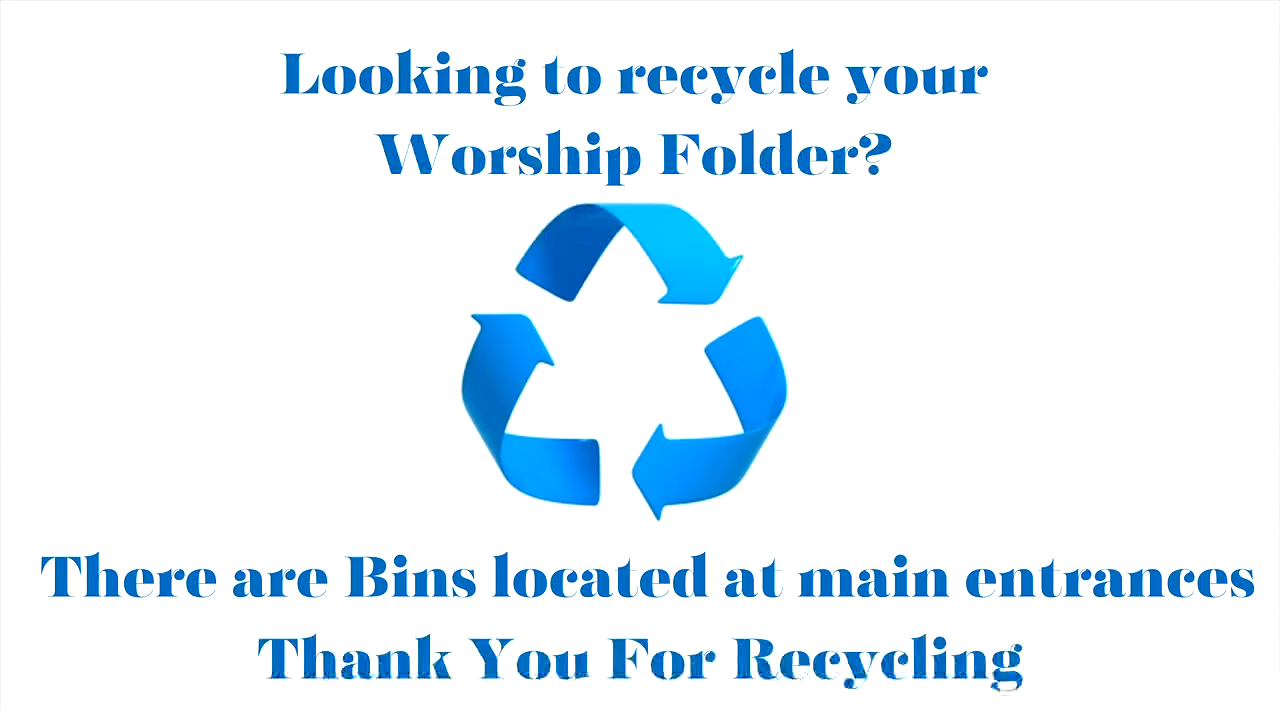 Looking to recycle your
Worship Folder?
There are Bins located at main entrances
Thank You For Recycling